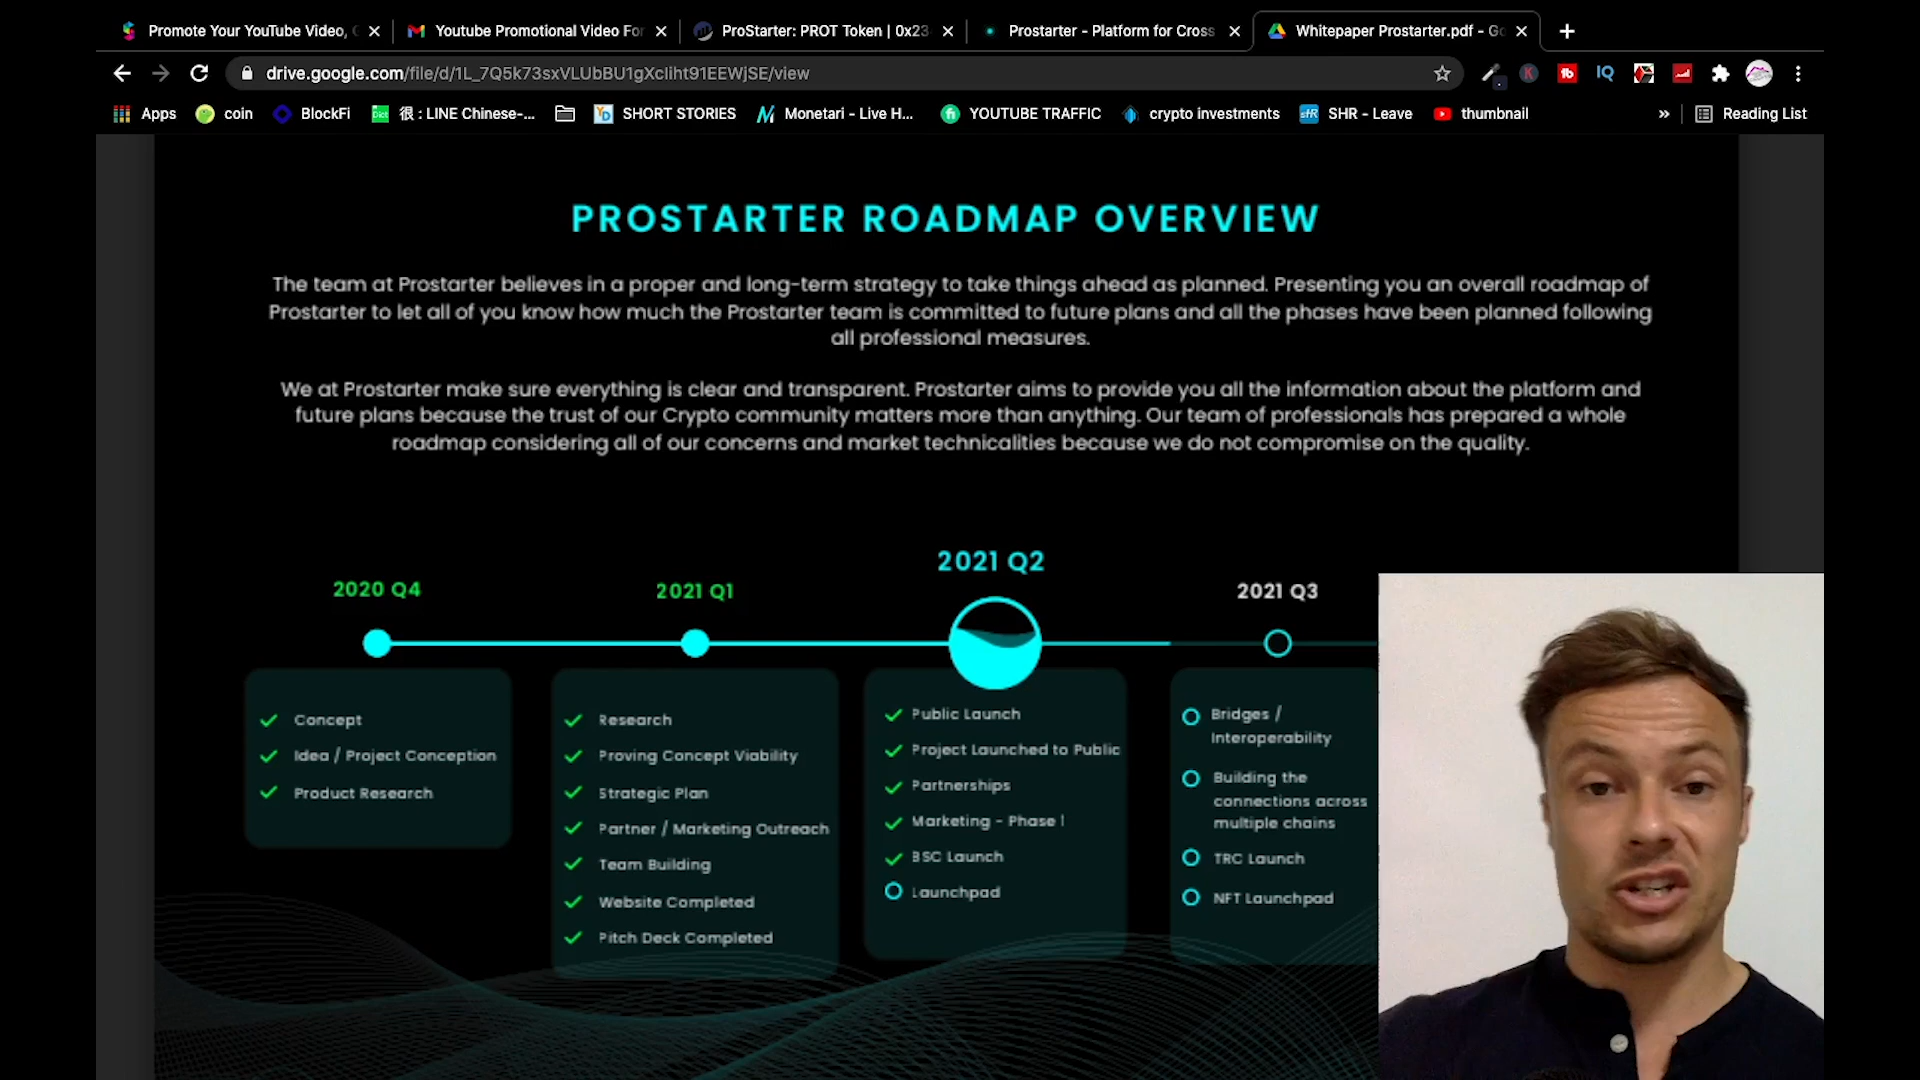 Promote Your YouTube Video,
Youtube Promotional Video For
ProStarter: PROT Token | 0x23
Prostarter - Platform for Cross
Whitepaper Prostarter.pdf - Go
drive.google.com/file/d/1L_7Q5k73sxVLUbBU1gXcIiht91EEWjSE/view
Apps
coin
BlockFi
很 : LINE Chinese-...
SHORT STORIES
Monetari - Live H...
YOUTUBE TRAFFIC
crypto investments
SHR - Leave
thumbnail
»
Reading List
PROSTARTER ROADMAP OVERVIEW
The team at Prostarter believes in a proper and long-term strategy to take things ahead as planned. Presenting you an overall roadmap of
Prostarter to let all of you know how much the Prostarter team is committed to future plans and all the phases have been planned following
all professional measures.
We at Prostarter make sure everything is clear and transparent. Prostarter aims to provide you all the information about the platform and
future plans because the trust of our Crypto community matters more than anything. Our team of professionals has prepared a whole
roadmap considering all of our concerns and market technicalities because we do not compromise on the quality.
2020 Q4
Concept
Idea / Project Conception
Product Research
2021 Q1
Research
Proving Concept Viability
Strategic Plan
Partner / Marketing Outreach
Team Building
Website Completed
Pitch Deck Completed
2021 Q2
Public Launch
Project Launched to Public
Partnerships
Marketing - Phase I
BSC Launch
Launchpad
2021 Q3
Bridges /
Interoperability
Building the
connections across
multiple chains
TRC Launch
NFT Launchpad